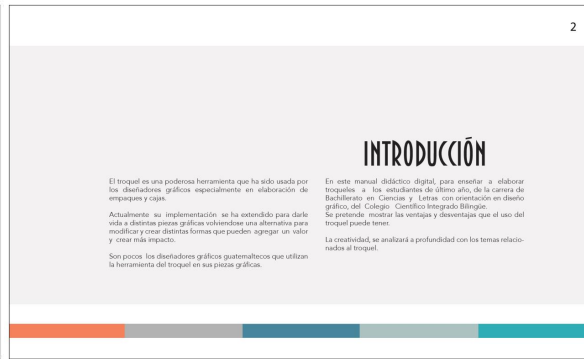 2
INTRODUCCIÓN
El troquel es una poderosa herramienta que ha sido usada por
los diseñadores gráficos especialmente en elaboración de
empaques y cajas.
Actualmente su implementación se ha extendido para darle
vida a distintas piezas gráficas volviendose una alternativa para
modificar y crear distintas formas que pueden agregar un valor
y crear más impacto.
Son pocos los diseñadores gráficos guatemaltecos que utilizan
la herramienta del troquel en sus piezas gráficas.
En este manual didáctico digital, para enseñar a elaborar
troqueles a los estudiantes de último año, de la carrera de
Bachillerato en Ciencias y Letras con orientación en diseño
gráfico, del Colegio Científico Integrado Bilingüe.
Se pretende mostrar las ventajas y desventajas que el uso del
troquel puede tener.
La creatividad, se analizará a profundidad con los temas relacio-
nados al troquel.